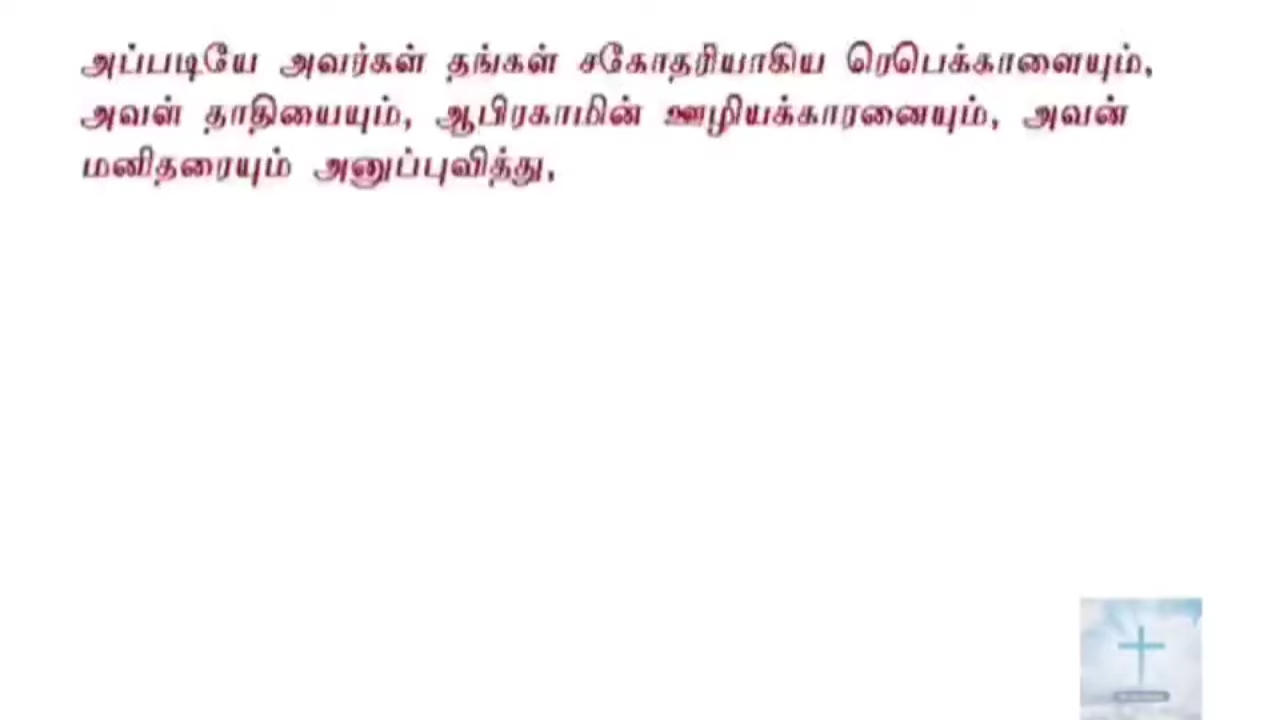 அப்படியே அவர்கள் தங்கள் சகோதரியாகிய ரெபெக்காளையும்,
அவள் தாதியையும், ஆபிரகாமின் ஊழியக்காரனையும், அவன்
மனிதரையும் அனுப்புவித்து,